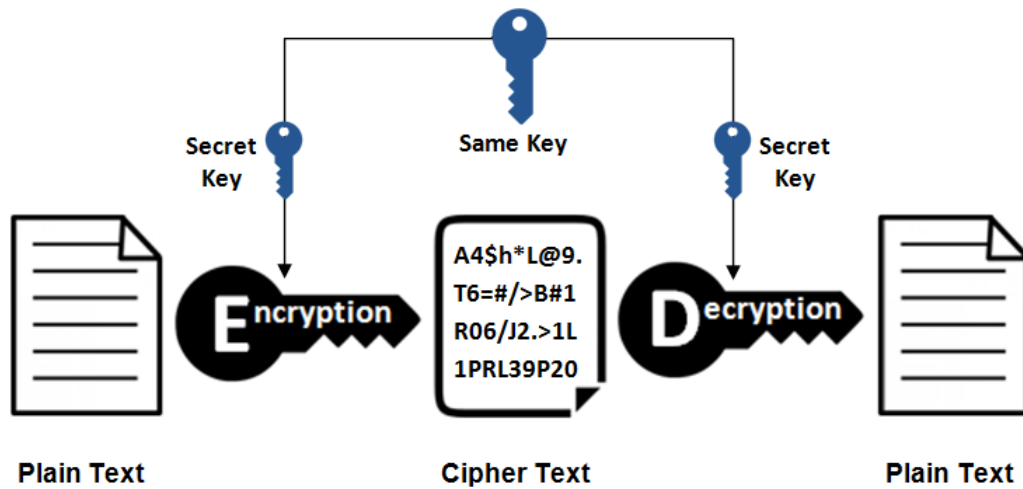 Same Key
Secret
Key
Secret
Key
Encryption
A4$h*L@9.
T6=#/>B#1
R06/J2.>1L
1PRL39P20
Decryption
Plain Text
Cipher Text
Plain Text